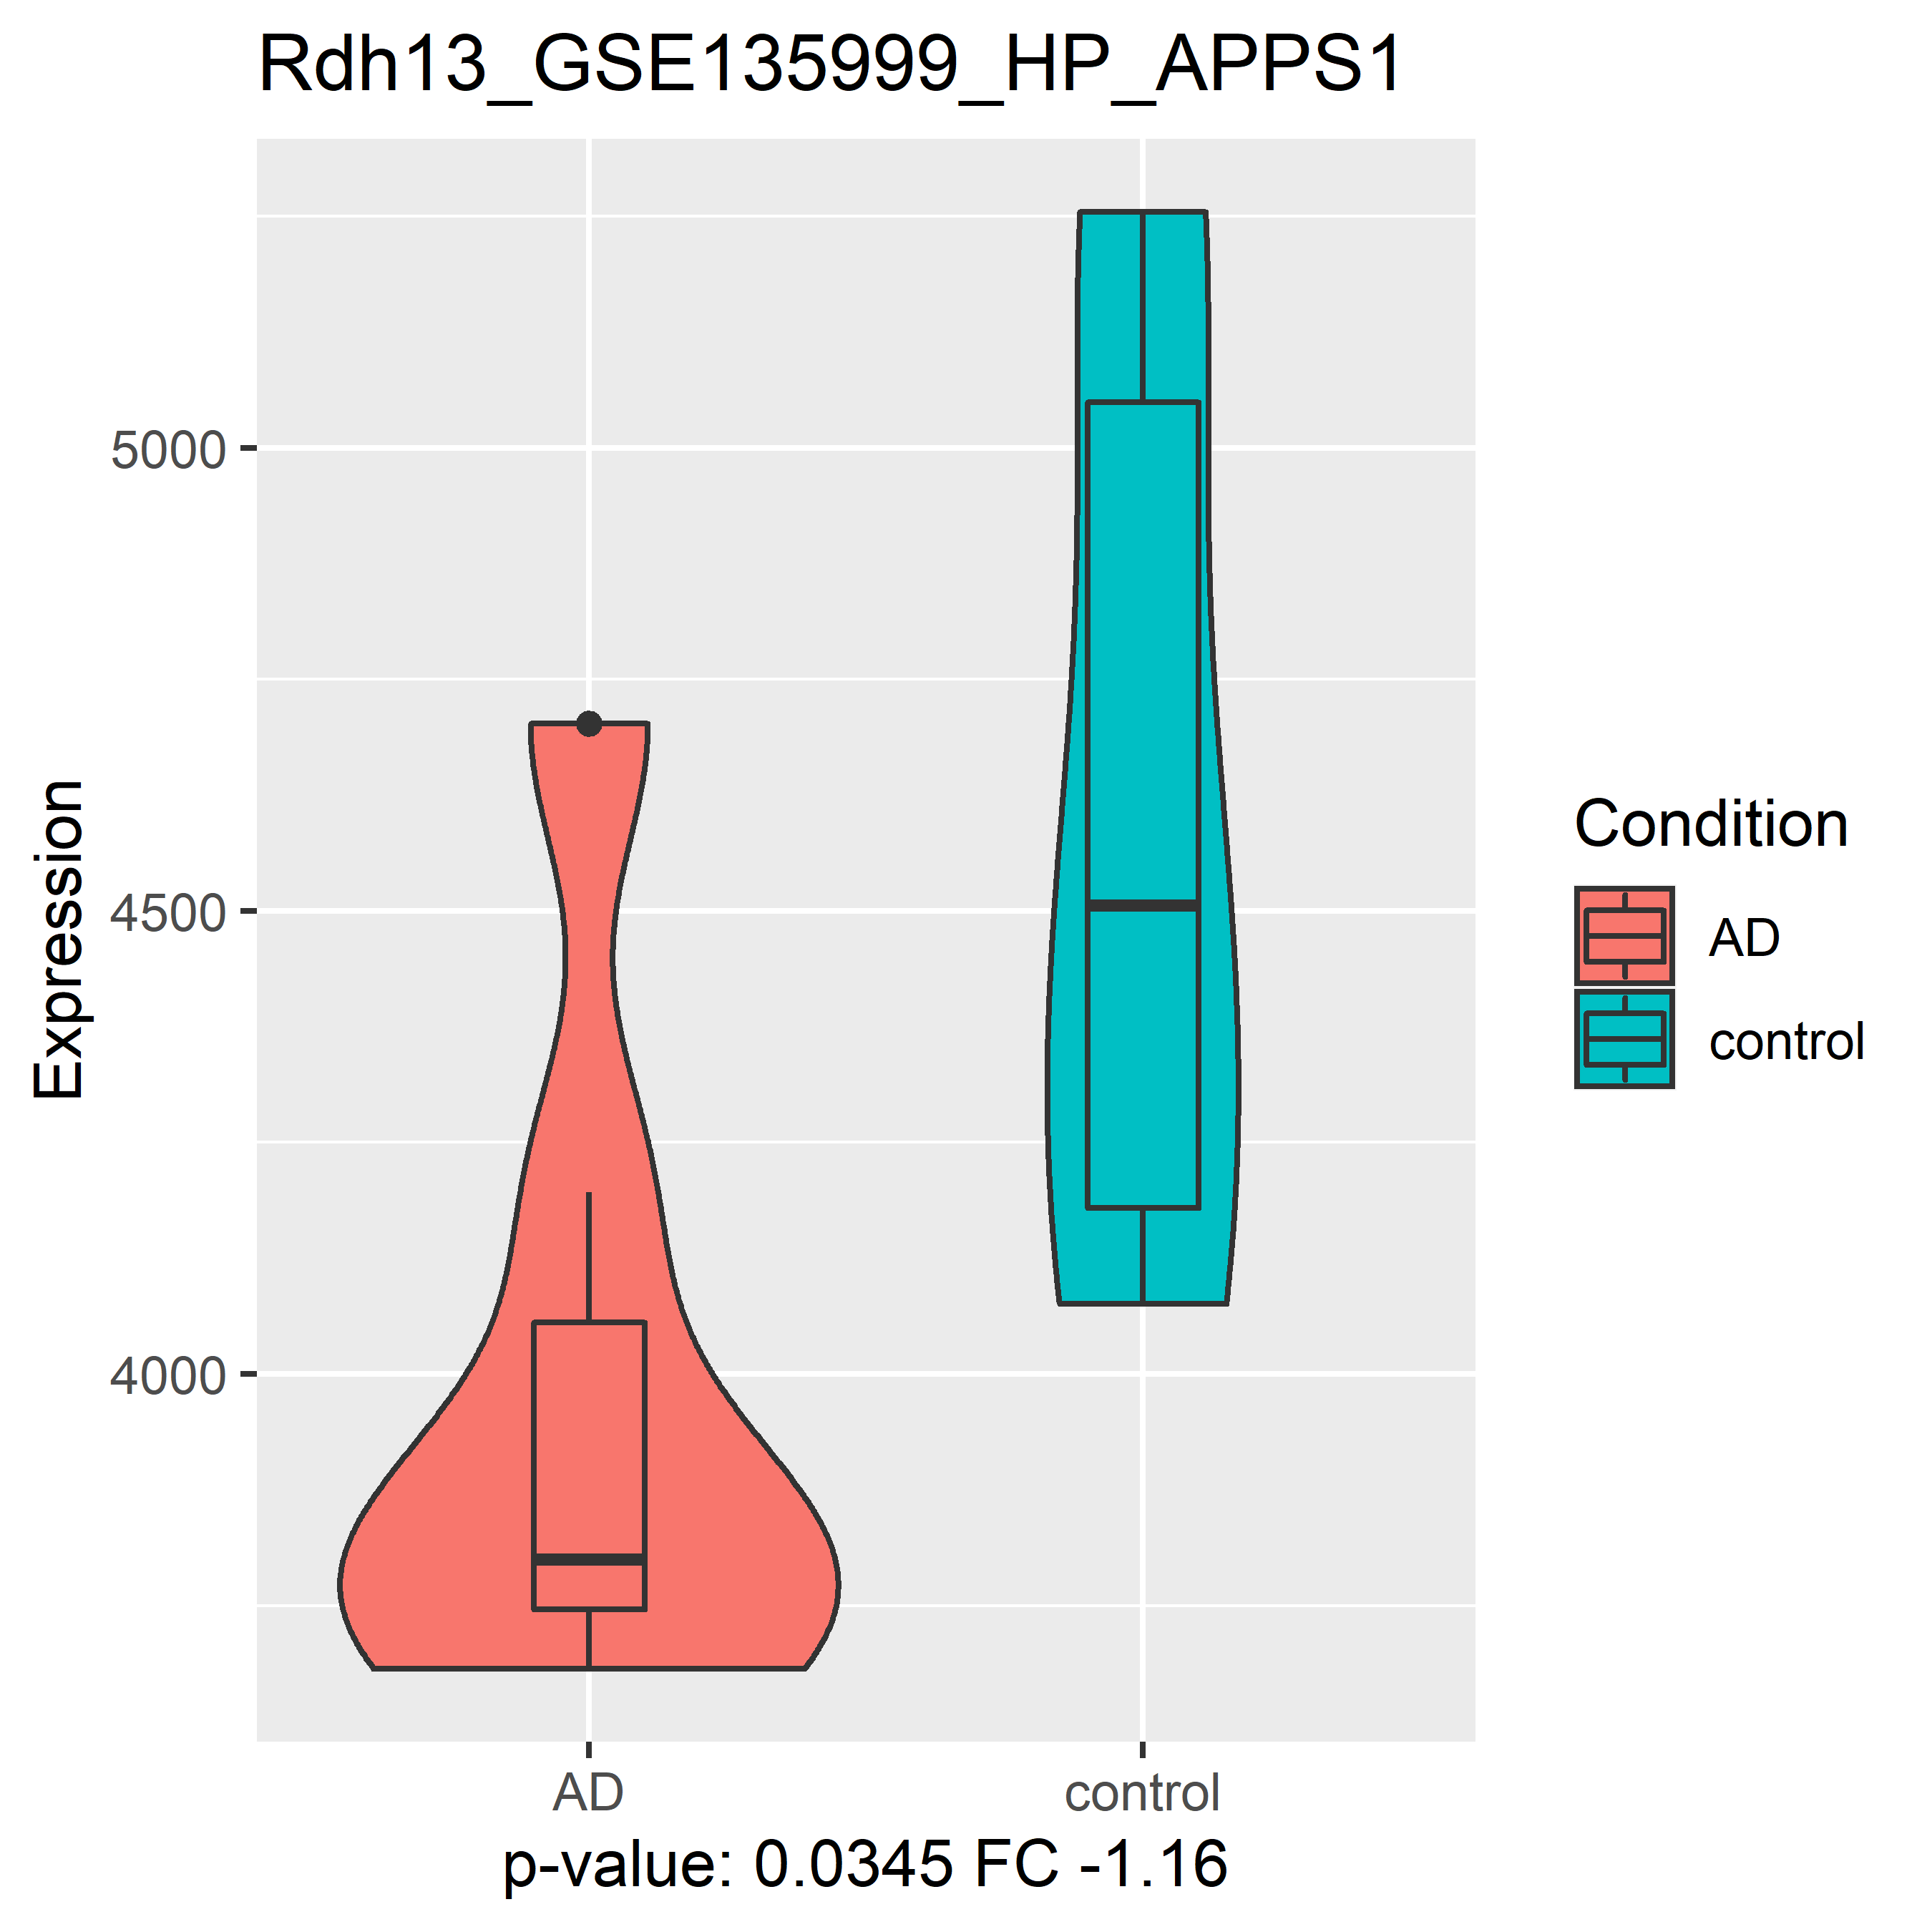 Rdh13_GSE135999_HP_APPS1
Expression
5000
4500
4000
AD
control
p-value: 0.0345 FC -1.16
Condition
AD
control